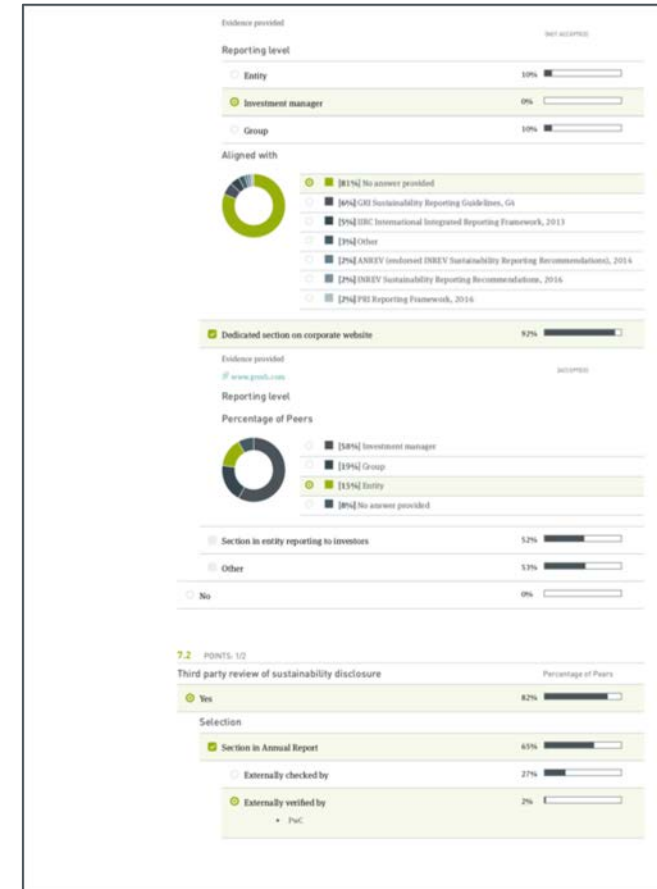 Evidence provided
[NOT ACCEPTED]
Reporting level
Entity 10%
Investment manager 0%
Group 10%
Aligned with
[81%] No answer provided
[6%] GRI Sustainability Reporting Guidelines, G4
[5%] IIRC International Integrated Reporting Framework, 2013
[3%] Other
[2%] ANREV (endorsed INREV Sustainability Reporting Recommendations), 2016
[2%] INREV Sustainability Reporting Recommendations, 2016
[2%] PRI Reporting Framework, 2016
Dedicated section on corporate website 92%
Evidence provided
[ACCEPTED]
Reporting level
Percentage of Peers
[58%] Investment manager
[19%] Group
[15%] Entity
[8%] No answer provided
Section in entity reporting to investors 52%
Other 53%
No 0%
7.2 POINTS: 1/2
Third party review of sustainability disclosure Percentage of Peers
Yes 82%
Selection
Section in Annual Report 65%
Externally checked by 27%
Externally verified by 2%
• PwC